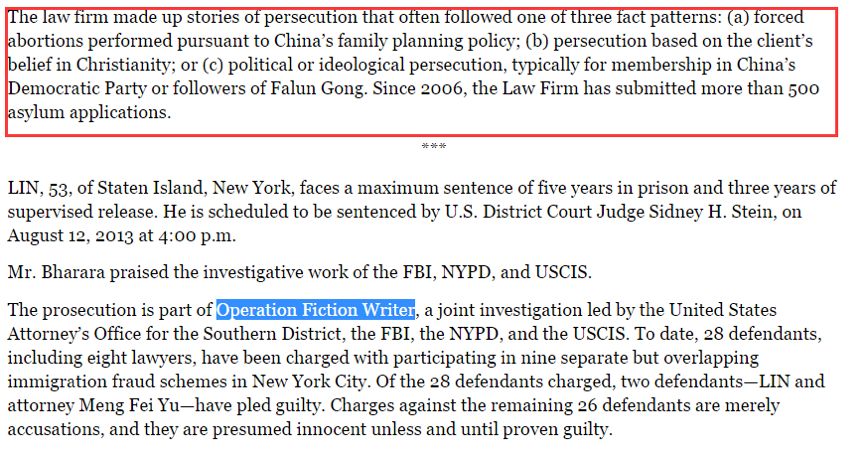 The law firm made up stories of persecution that often followed one of three fact patterns: (a) forced
abortions performed pursuant to China's family planning policy; (b) persecution based on the client's
belief in Christianity; or (c) political or ideological persecution, typically for membership in China's
Democratic Party or followers of Falun Gong. Since 2006, the Law Firm has submitted more than 500
asylum applications.
***
LIN, 53, of Staten Island, New York, faces a maximum sentence of five years in prison and three years of
supervised release. He is scheduled to be sentenced by U.S. District Court Judge Sidney H. Stein, on
August 12, 2013 at 4:00 p.m.
Mr. Bharara praised the investigative work of the FBI, NYPD, and USCIS.
The prosecution is part of Operation Fiction Writer, a joint investigation led by the United States
Attorney's Office for the Southern District, the FBI, the NYPD, and the USCIS. To date, 28 defendants,
including eight lawyers, have been charged with participating in nine separate but overlapping
immigration fraud schemes in New York City. Of the 28 defendants charged, two defendants—LIN and
attorney Meng Fei Yu—have pled guilty. Charges against the remaining 26 defendants are merely
accusations, and they are presumed innocent unless and until proven guilty.